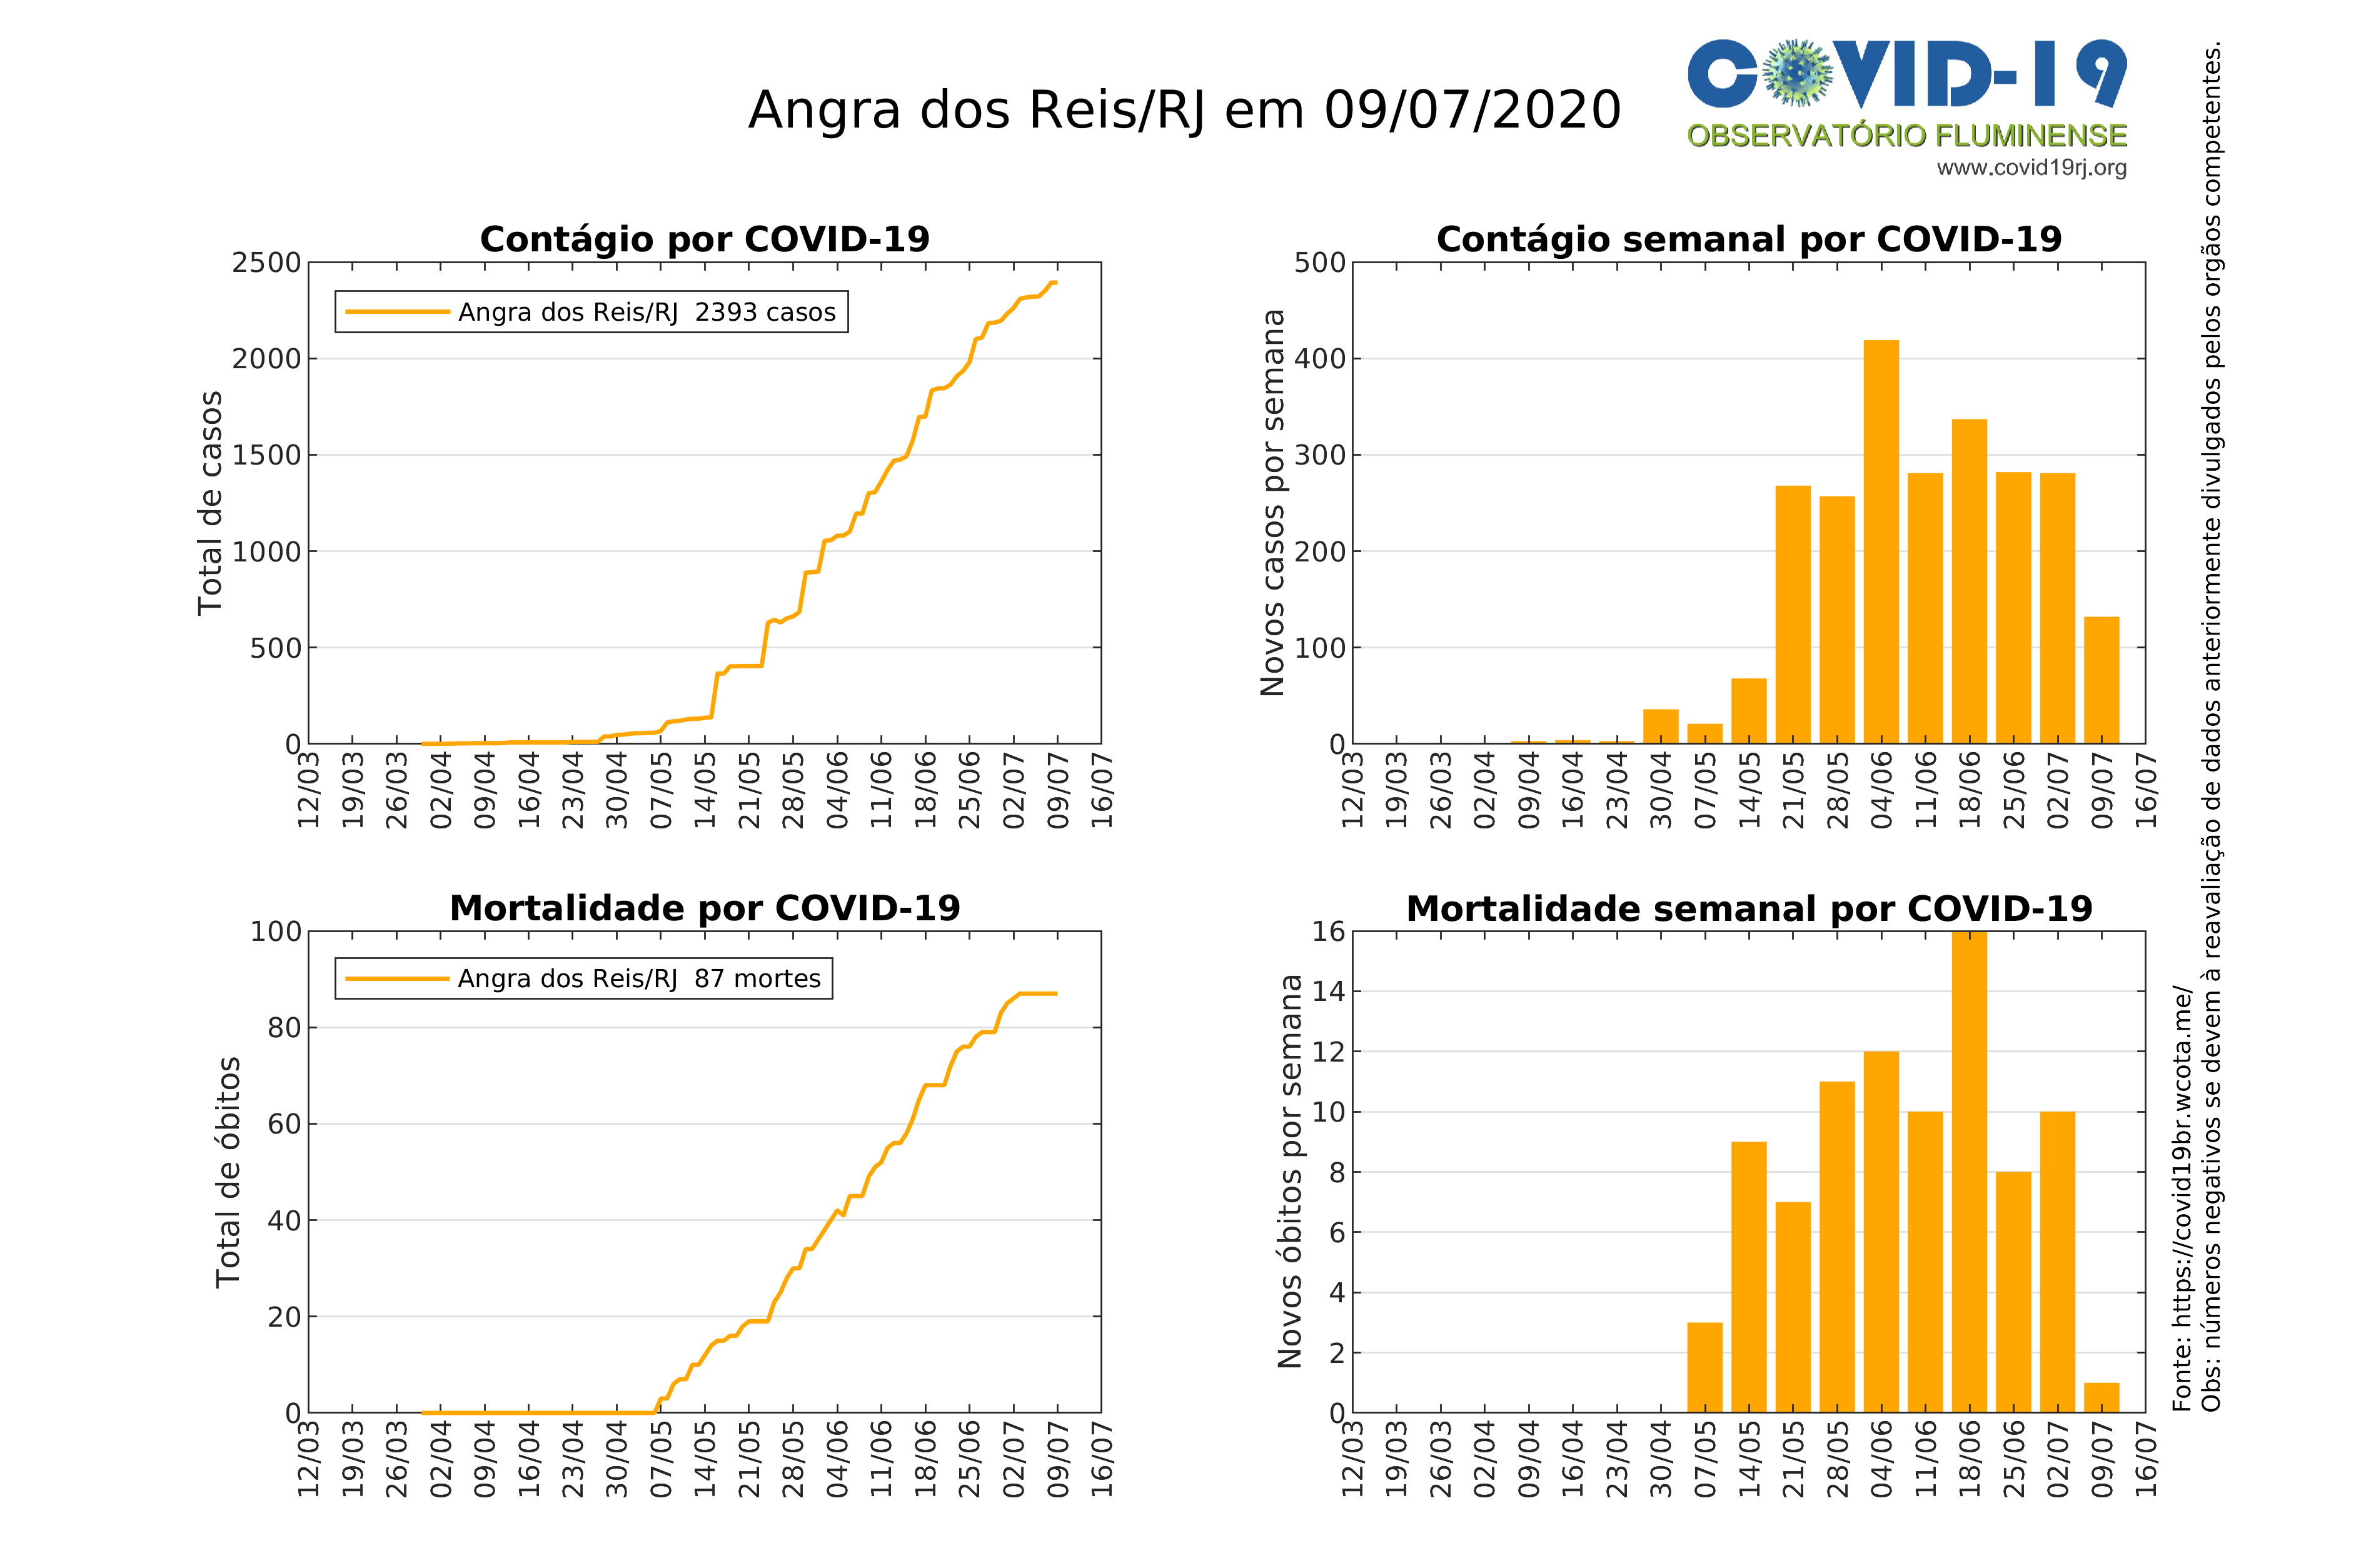 Angra dos Reis/RJ em 09/07/2020
COVID-19
OBSERVATÓRIO FLUMINENSE
www.covid19rj.org
Contágio por COVID-19
Total de casos
2500
2000
1500
1000
500
0
Angra dos Reis/RJ 2393 casos
12/03 19/03 26/03 02/04 09/04 16/04 23/04 30/04 07/05 14/05 21/05 28/05 04/06 11/06 18/06 25/06 02/07 09/07 16/07
Contágio semanal por COVID-19
Novos casos por semana
500
400
300
200
100
0
12/03 19/03 26/03 02/04 09/04 16/04 23/04 30/04 07/05 14/05 21/05 28/05 04/06 11/06 18/06 25/06 02/07 09/07 16/07
Mortalidade por COVID-19
Total de óbitos
100
80
60
40
20
0
Angra dos Reis/RJ 87 mortes
12/03 19/03 26/03 02/04 09/04 16/04 23/04 30/04 07/05 14/05 21/05 28/05 04/06 11/06 18/06 25/06 02/07 09/07 16/07
Mortalidade semanal por COVID-19
Novos óbitos por semana
16
14
12
10
8
6
4
2
0
12/03 19/03 26/03 02/04 09/04 16/04 23/04 30/04 07/05 14/05 21/05 28/05 04/06 11/06 18/06 25/06 02/07 09/07 16/07
Fonte: https://covid19br.wcota.me/
Obs: números negativos se devem à reavaliação de dados anteriormente divulgados pelos orgãos competentes.